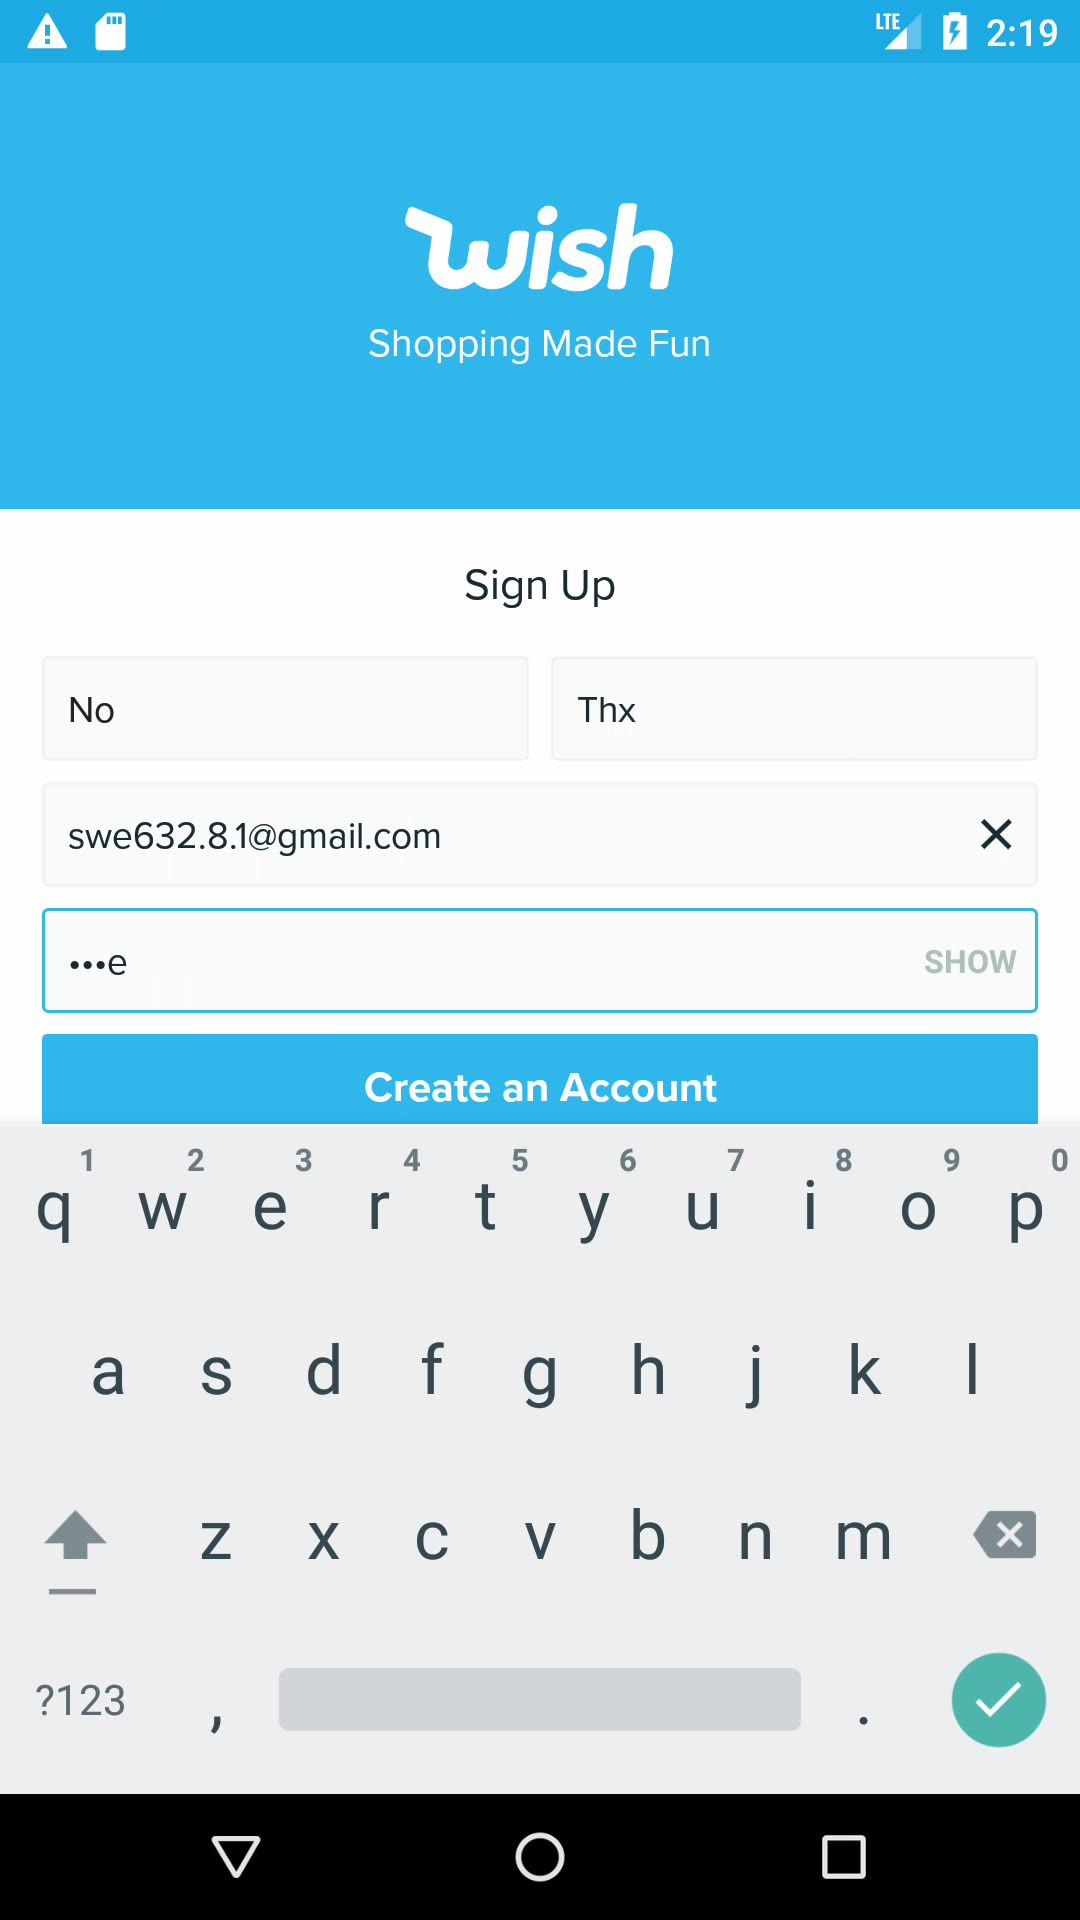 LTE 2:19
wish
Shopping Made Fun
Sign Up
No Thx
swe632.8.1@gmail.com
•••e SHOW
Create an Account
1 2 3 4 5 6 7 8 9 0
q w e r t y u i o p
a s d f g h j k l
z x c v b n m
?123 , .